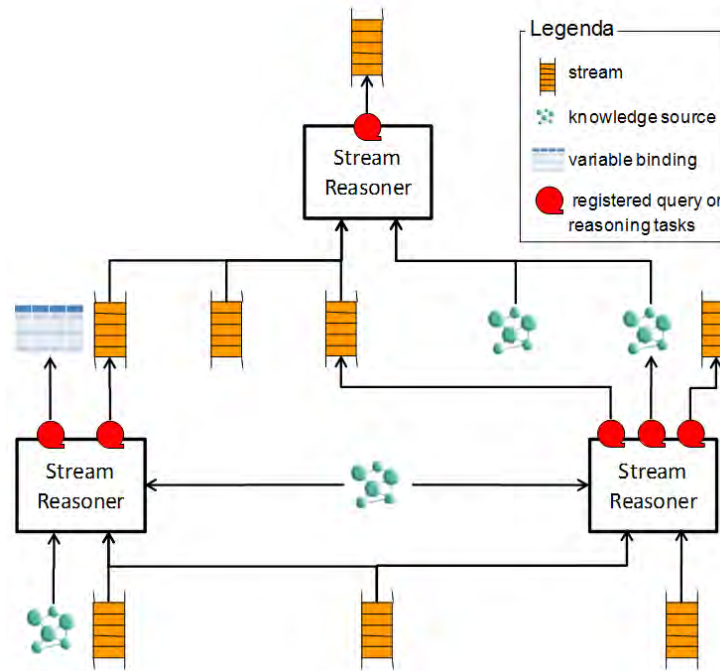 Legenda
stream
knowledge source
variable binding
registered query or
reasoning tasks
Stream
Reasoner
Stream
Reasoner
Stream
Reasoner